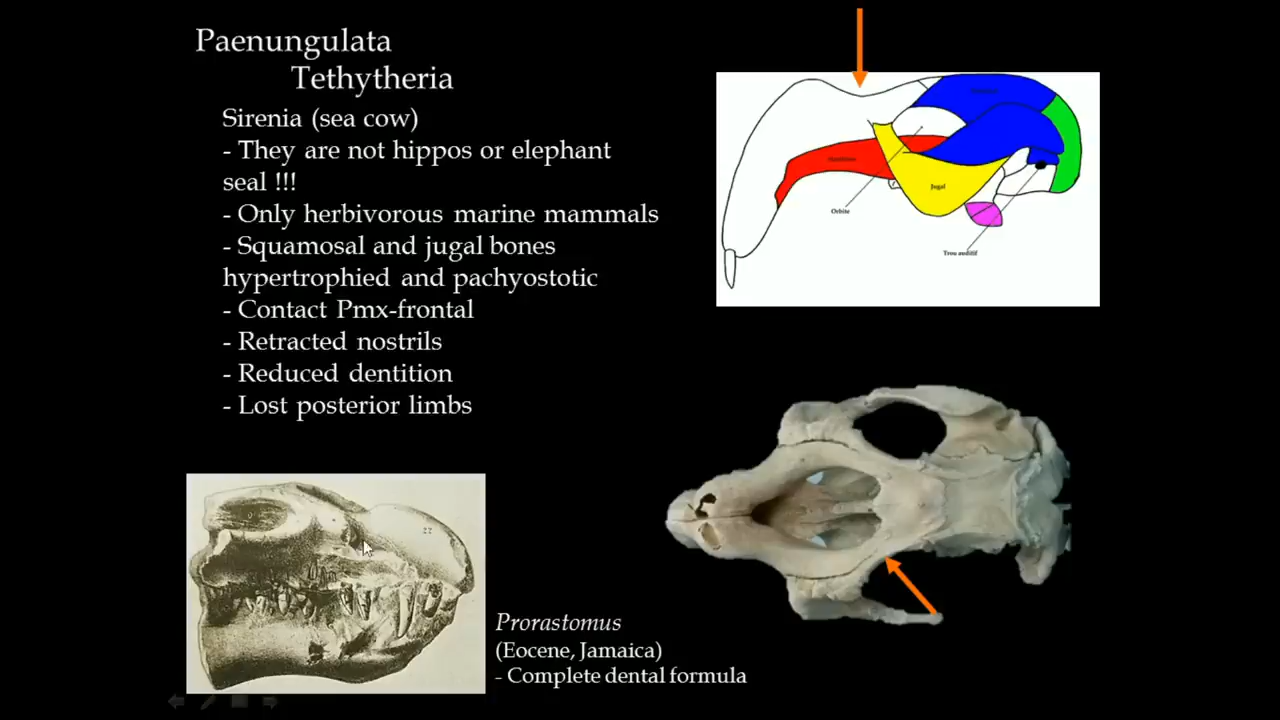 Paenungulata
Tethytheria
Sirenia (sea cow)
- They are not hippos or elephant
seal !!!
- Only herbivorous marine mammals
- Squamosal and jugal bones
hypertrophied and pachyostotic
- Contact Pmx-frontal
- Retracted nostrils
- Reduced dentition
- Lost posterior limbs
Jugal
Orbite
Trou auditif
Prorastomus
(Eocene, Jamaica)
- Complete dental formula